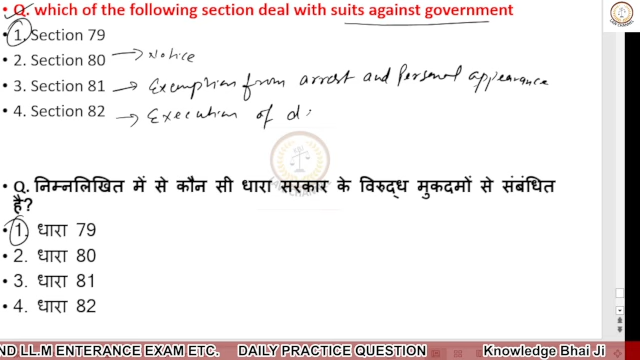 • Q. which of the following section deal with suits against government
• 1. Section 79
• 2. Section 80 → Notice
• 3. Section 81 → Exemption from arrest and Personal appearance
• 4. Section 82 → Execution of d
• Q. निम्नलिखित में से कौन सी धारा सरकार के विरुद्ध मुकदमों से संबंधित है?
• 1. धारा 79
• 2. धारा 80
• 3. धारा 81
• 4. धारा 82
ND LL.M ENTERANCE EXAM ETC. DAILY PRACTICE QUESTION Knowledge Bhai Ji